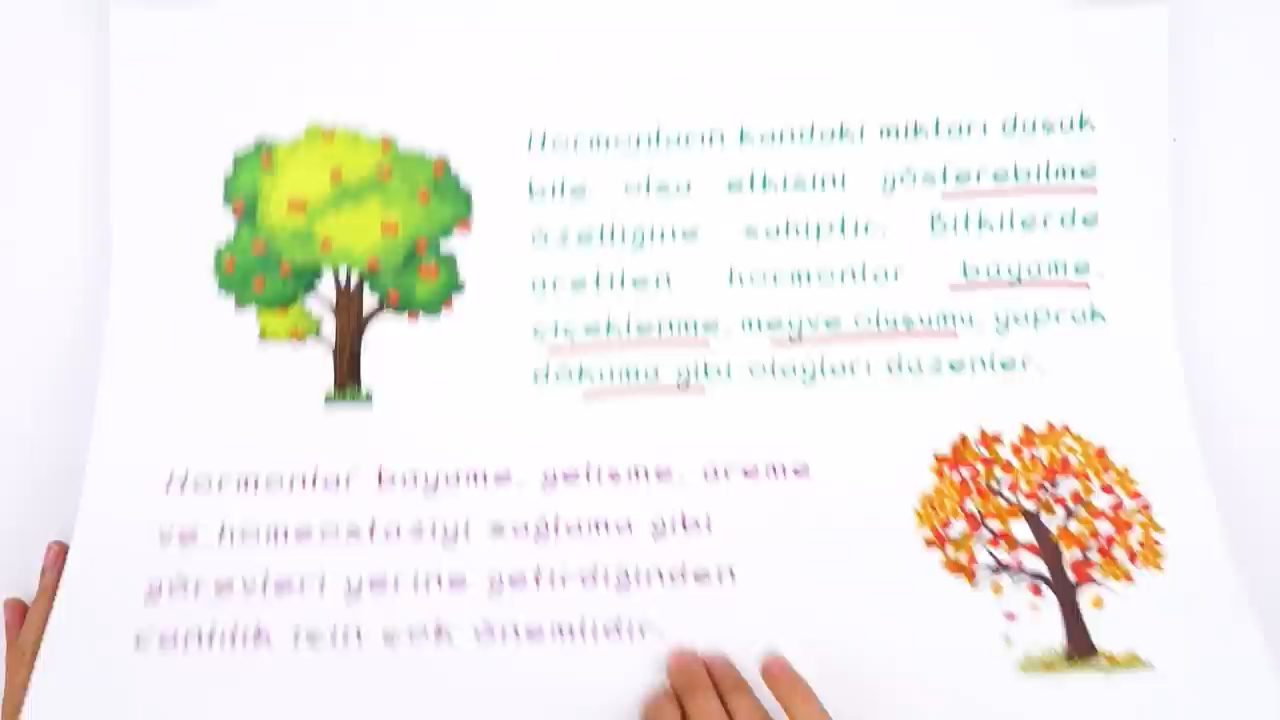 Hormonların kandaki miktarı düşük
bile olsa etkisini gösterebilme
özelliğine sahiptir. Bitkilerde
üretilen hormonlar büyüme,
çiçeklenme, meyve oluşumu, yaprak
dökümü gibi olayları düzenler.
Hormonlar büyüme, gelişme, üreme
ve homeostasiyi sağlama gibi
görevleri yerine getirdiğinden
canlılık için çok önemlidir.